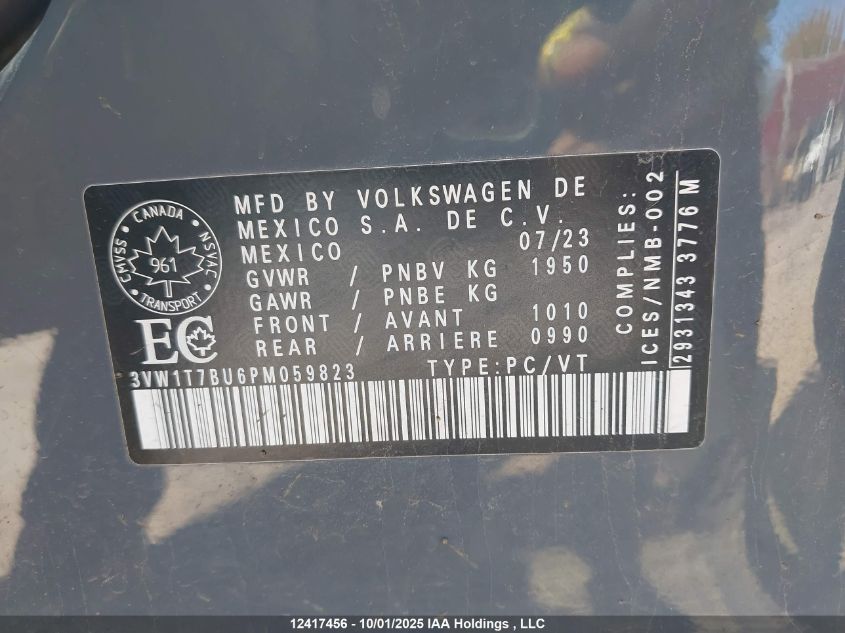 MFD BY VOLKSWAGEN DE
MEXICO S.A. DE C.V.
MEXICO 07/23
GVWR / PNBV KG 1950
GAWR / PNBE KG
FRONT / AVANT 1010
REAR / ARRIERE 0990
3VW1T7BU6PM059823 TYPE:PC/VT
CANADA
CMVSS
NSVAC
961
TRANSPORT
EC
COMPLIES:
ICES/NMB-002
2931343 3776 M
12417456 - 10/01/2025 IAA Holdings , LLC